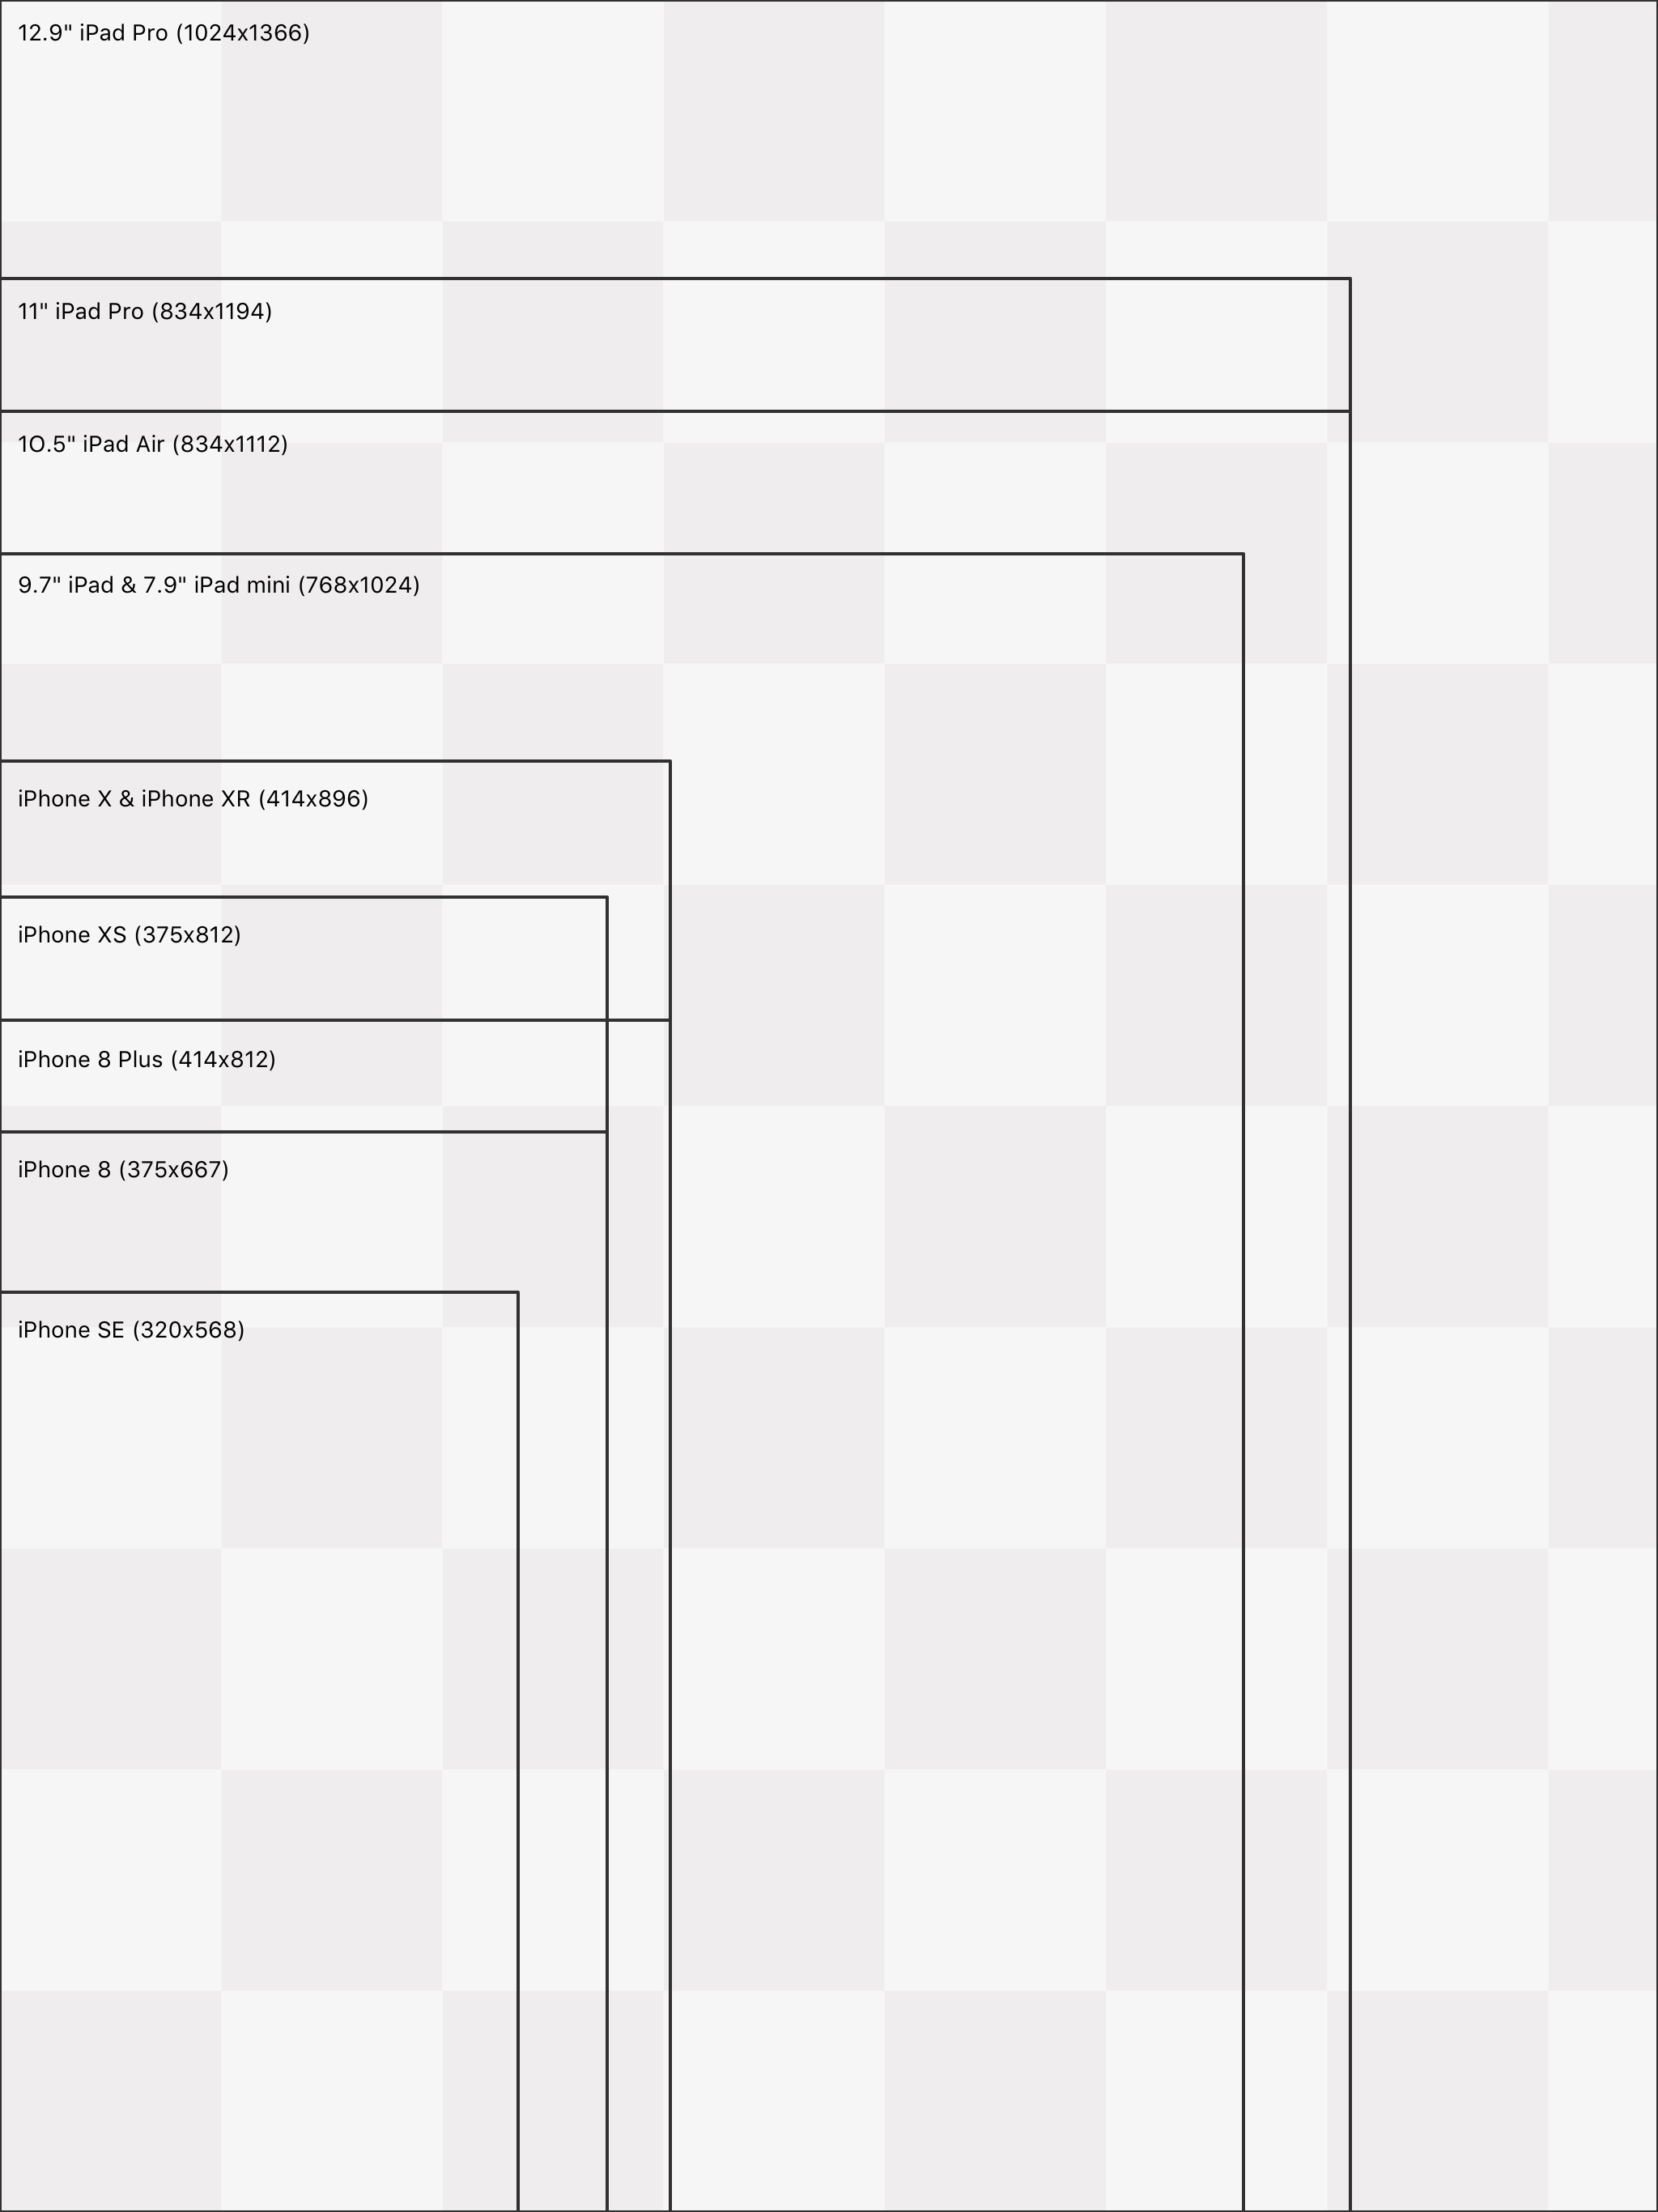 12.9" iPad Pro (1024x1366)
11" iPad Pro (834x1194)
10.5" iPad Air (834x1112)
9.7" iPad & 7.9" iPad mini (768x1024)
iPhone X & iPhone XR (414x896)
iPhone XS (375x812)
iPhone 8 Plus (414x812)
iPhone 8 (375x667)
iPhone SE (320x568)